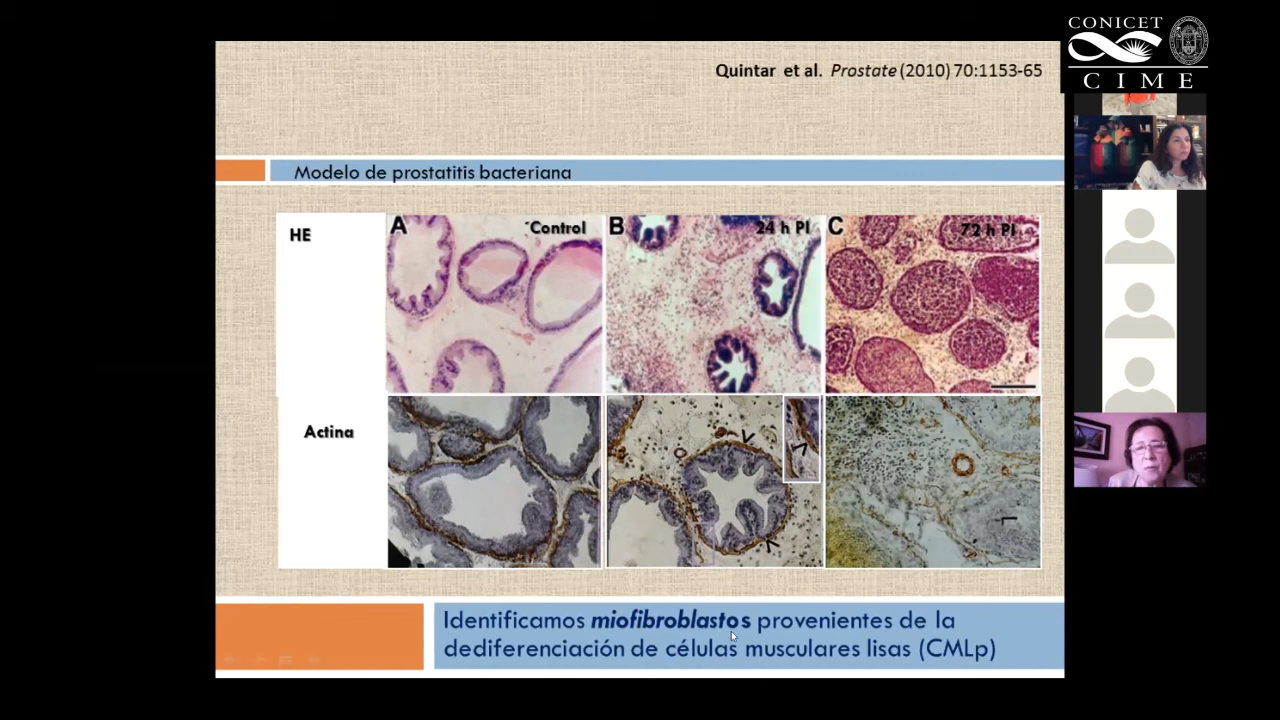 CONICET
CIME
Quintar et al. Prostate (2010) 70:1153-65
Modelo de prostatitis bacteriana
HE
A
´Control
B
24 h PI
C
72 h PI
Actina
Identificamos miofibroblastos provenientes de la
dediferenciación de células musculares lisas (CMLp)